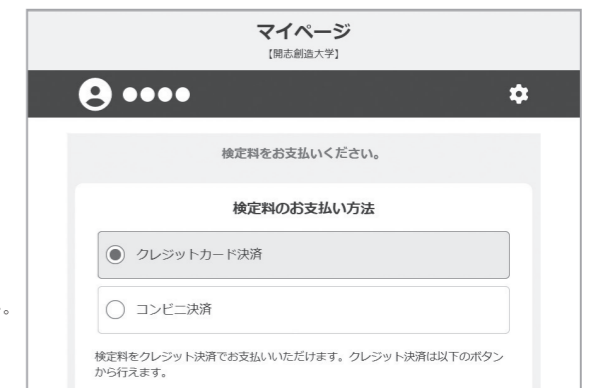 マイページ
【開志創造大学】
●●●●
検定料をお支払いください。
検定料のお支払い方法
クレジットカード決済
コンビニ決済
。
検定料をクレジット決済でお支払いいただけます。クレジット決済は以下のボタン
から行えます。